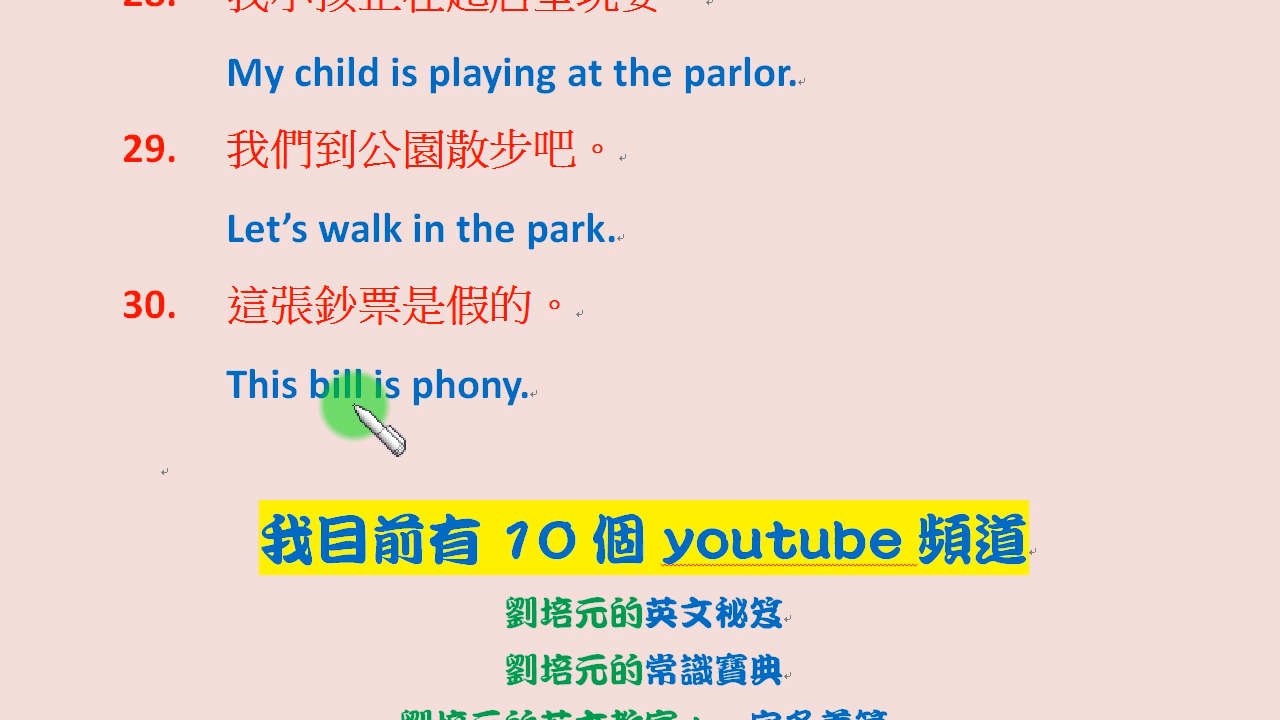 My child is playing at the parlor.
29. 我們到公園散步吧。
Let’s walk in the park.
30. 這張鈔票是假的。
This bill is phony.
我目前有 10 個 youtube 頻道
劉培元的英文秘笈
劉培元的常識寶典